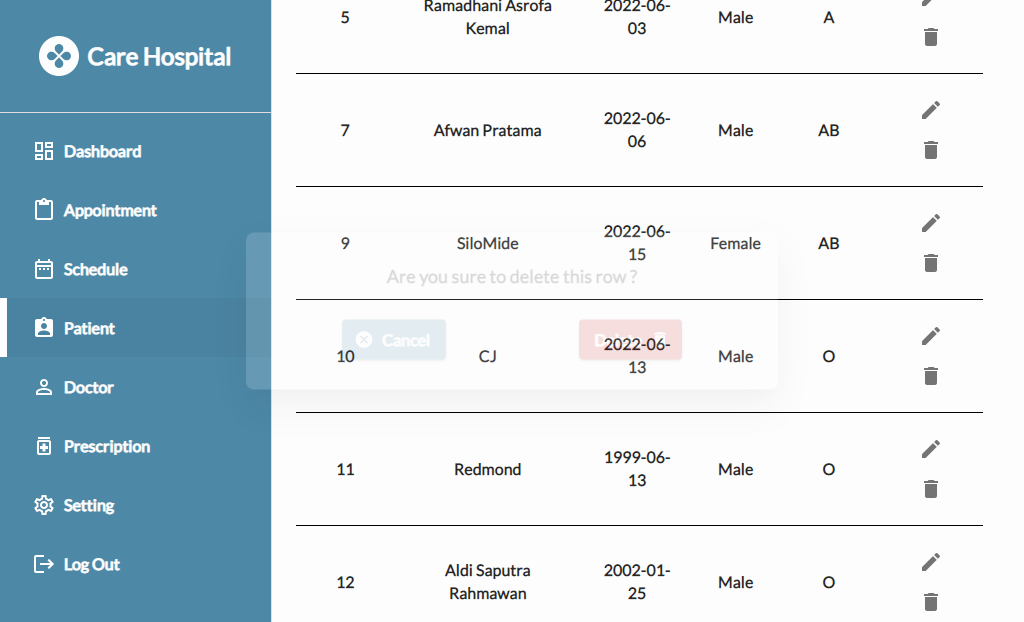 Care Hospital
Dashboard
Appointment
Schedule
Patient
Doctor
Prescription
Setting
Log Out
5 Ramadhani Asrofa Kemal 2022-06-03 Male A
7 Afwan Pratama 2022-06-06 Male AB
9 SiloMide 2022-06-15 Female AB
Are you sure to delete this row ?
Cancel
10 CJ 2022-06-13 Male O
11 Redmond 1999-06-13 Male O
12 Aldi Saputra Rahmawan 2002-01-25 Male O